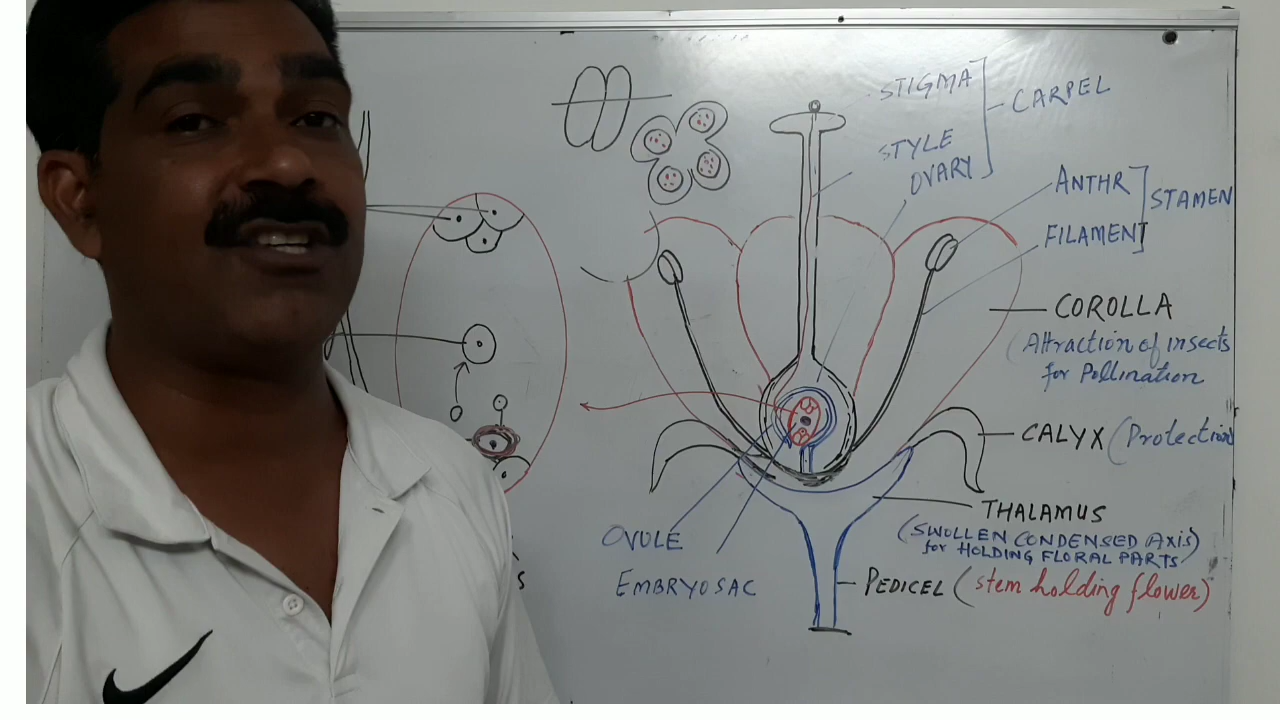 STIGMA
CARPEL
STYLE
OVARY
ANTHR
STAMEN
FILAMENT
COROLLA
(Attraction of insects
for Pollination
CALYX (Protection)
THALAMUS
(SWOLLEN CONDENSED AXIS)
for HOLDING FLORAL PARTS
PEDICEL (stem holding flower)
OVULE
EMBRYOSAC
S